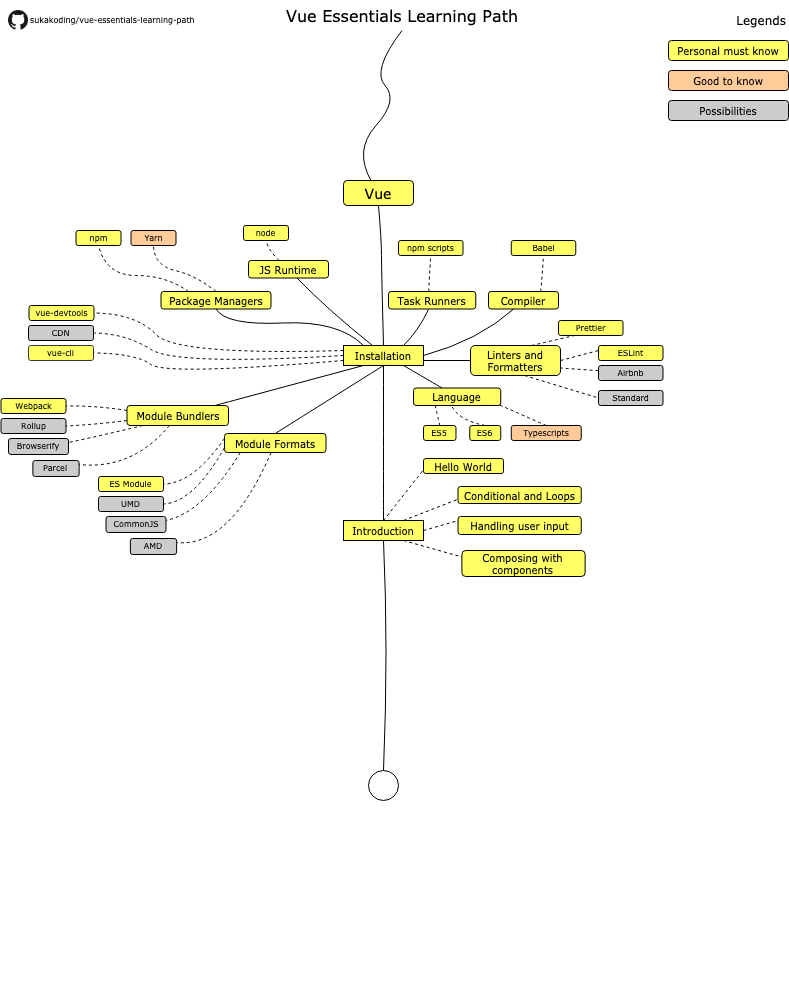 sukakoding/vue-essentials-learning-path
Vue Essentials Learning Path
Legends
Personal must know
Good to know
Possibilities
Vue
npm
Yarn
node
npm scripts
Babel
JS Runtime
Package Managers
Task Runners
Compiler
vue-devtools
CDN
vue-cli
Installation
Prettier
Linters and
Formatters
ESLint
Airbnb
Standard
Language
ES5
ES6
Typescripts
Webpack
Rollup
Browserify
Parcel
Module Bundlers
Module Formats
ES Module
UMD
CommonJS
AMD
Hello World
Conditional and Loops
Introduction
Handling user input
Composing with
components